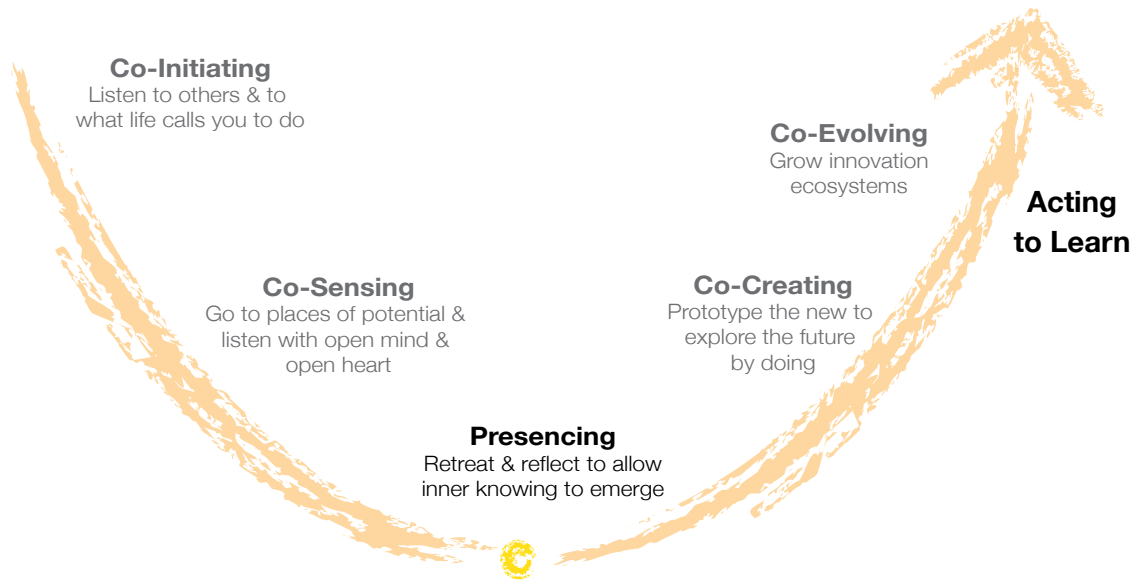 Co-Initiating
Listen to others & to
what life calls you to do
Co-Sensing
Go to places of potential &
listen with open mind &
open heart
Presencing
Retreat & reflect to allow
inner knowing to emerge
Co-Creating
Prototype the new to
explore the future
by doing
Co-Evolving
Grow innovation
ecosystems
Acting
to Learn